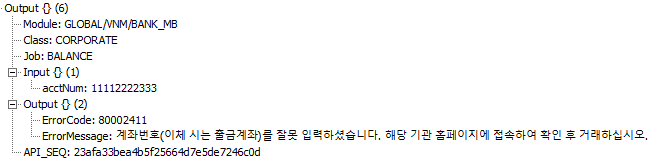 Output {} (6)
Module: GLOBAL/VNM/BANK_MB
Class: CORPORATE
Job: BALANCE
Input {} (1)
acctNum: 11112222333
Output {} (2)
ErrorCode: 80002411
ErrorMessage: 계좌번호(이체 시는 출금계좌)를 잘못 입력하셨습니다. 해당 기관 홈페이지에 접속하여 확인 후 거래하십시오.
API_SEQ: 23afa33bea4b5f25664d7e5de7246c0d